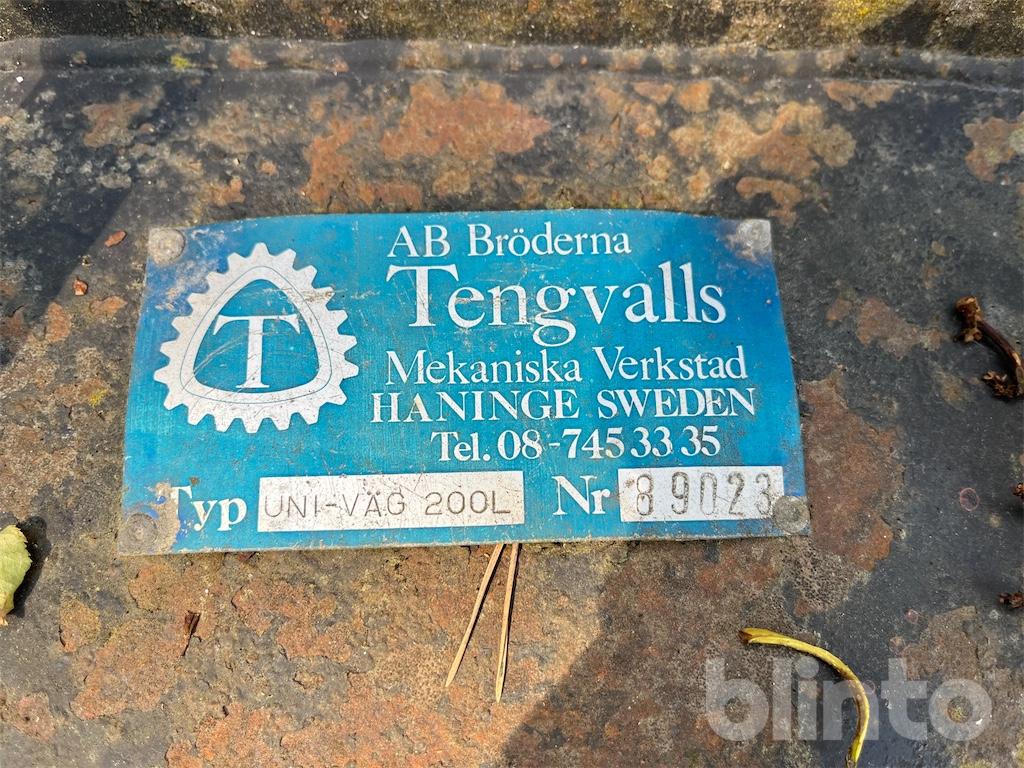 T
AB Bröderna
Tengvalls
Mekaniska Verkstad
HANINGE SWEDEN
Tel. 08-745 33 35
Typ UNI-VÄG 200L Nr 89023
blinto